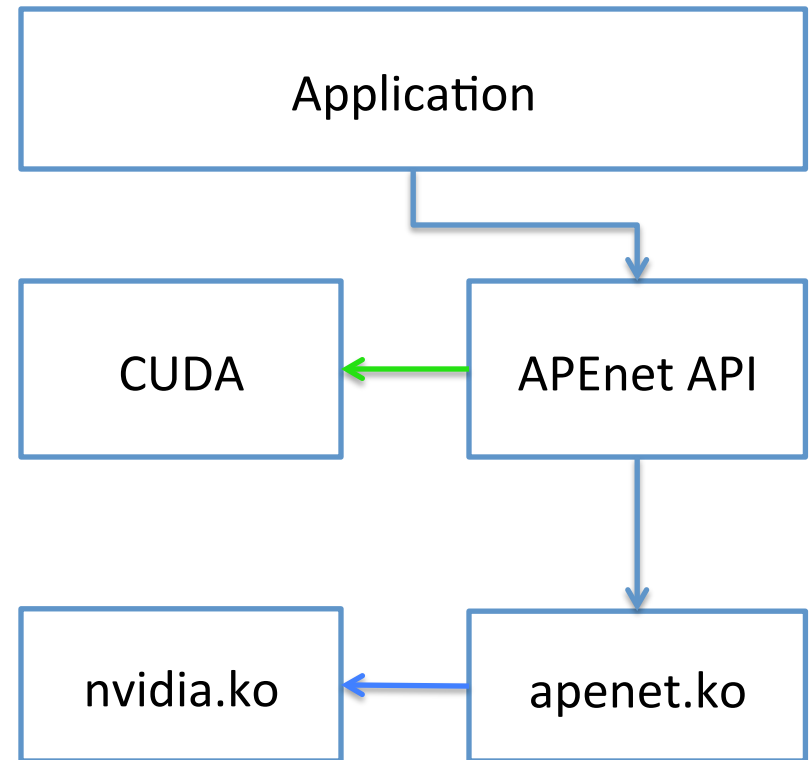 Application
CUDA
APEnet API
nvidia.ko
apenet.ko